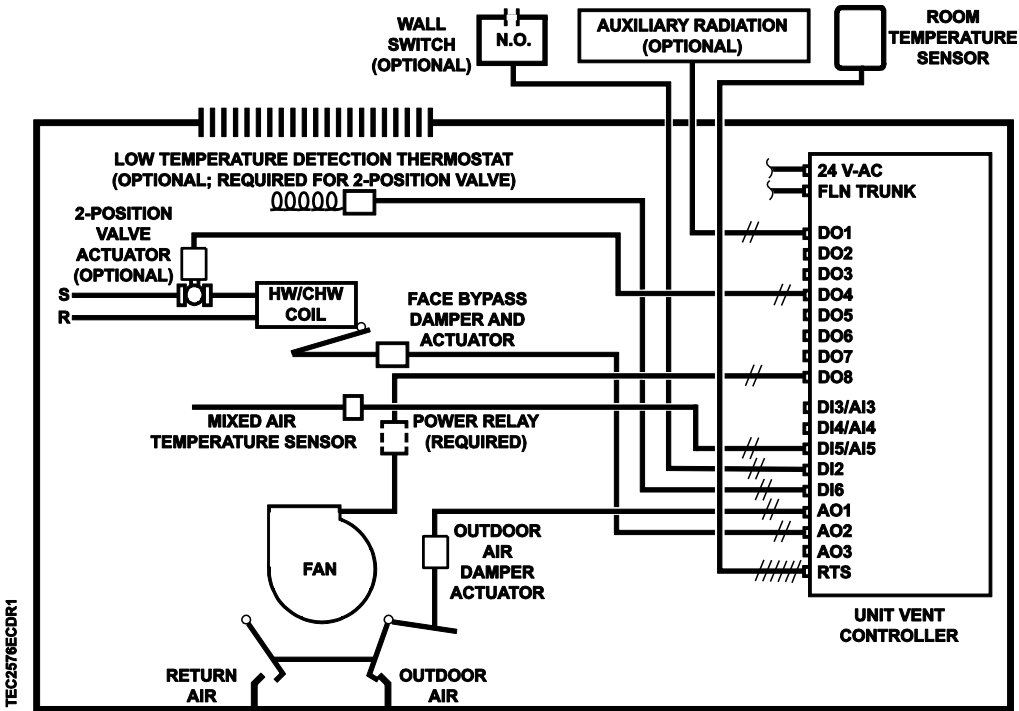 WALL
SWITCH
(OPTIONAL)
N.O.
AUXILIARY RADIATION
(OPTIONAL)
ROOM
TEMPERATURE
SENSOR
LOW TEMPERATURE DETECTION THERMOSTAT
(OPTIONAL; REQUIRED FOR 2-POSITION VALVE)
2-POSITION
VALVE
ACTUATOR
(OPTIONAL)
S
R
HW/CHW
COIL
FACE BYPASS
DAMPER AND
ACTUATOR
MIXED AIR
TEMPERATURE SENSOR
POWER RELAY
(REQUIRED)
FAN
OUTDOOR
AIR
DAMPER
ACTUATOR
RETURN
AIR
OUTDOOR
AIR
24 V-AC
FLN TRUNK
DO1
DO2
DO3
DO4
DO5
DO6
DO7
DO8
DI3/AI3
DI4/AI4
DI5/AI5
DI2
DI6
AO1
AO2
AO3
RTS
UNIT VENT
CONTROLLER
TEC2576ECDR1